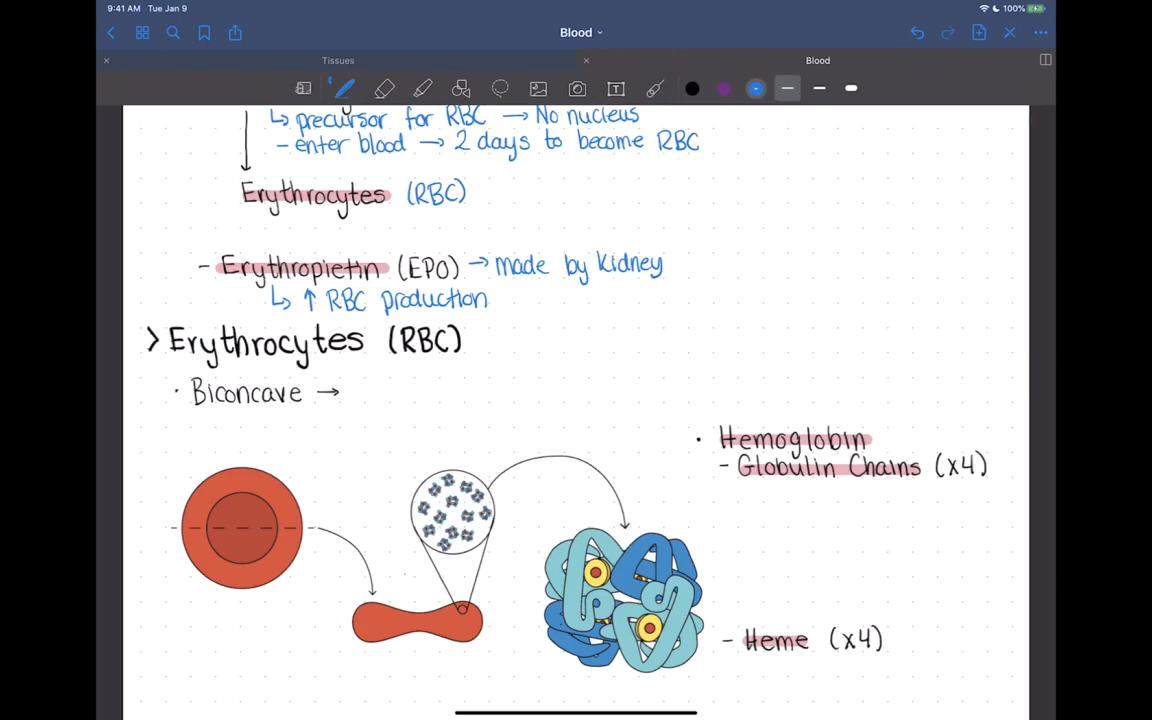 9:41 AM Tue Jan 9
100%
Blood
Tissues
Blood
↳ precursor for RBC → No nucleus
- enter blood → 2 days to become RBC
Erythrocytes (RBC)
- Erythropietin (EPO) → made by kidney
↳ ↑ RBC production
> Erythrocytes (RBC)
· Biconcave →
· Hemoglobin
- Globulin Chains (x4)
- Heme (x4)